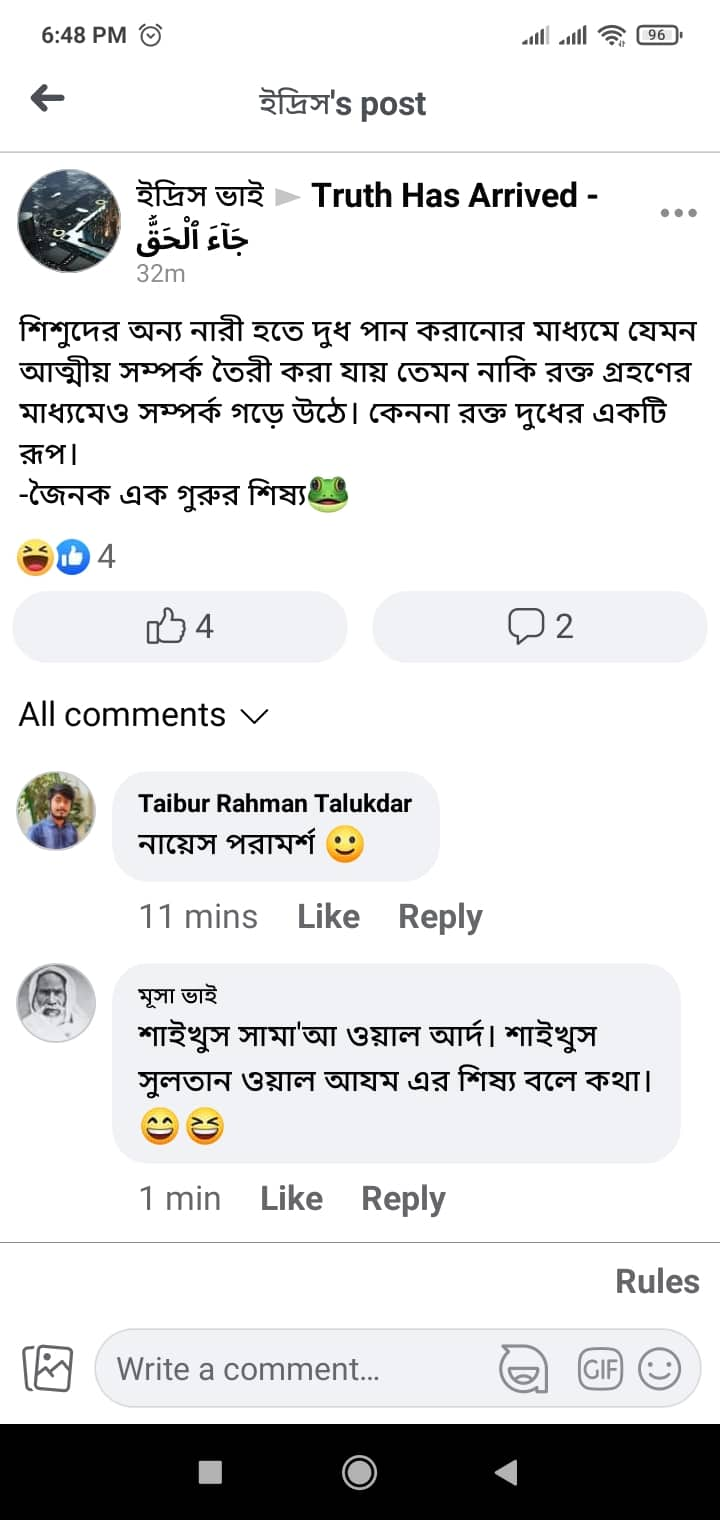 6:48 PM
96
ইদ্রিস's post
ইদ্রিস ভাই ► Truth Has Arrived -
جَآءَ ٱلْحَقُّ
32m
শিশুদের অন্য নারী হতে দুধ পান করানোর মাধ্যমে যেমন
আত্মীয় সম্পর্ক তৈরী করা যায় তেমন নাকি রক্ত গ্রহণের
মাধ্যমেও সম্পর্ক গড়ে উঠে। কেননা রক্ত দুধের একটি
রূপ।
-জৈনক এক গুরুর শিষ্য🐸
4
4
2
All comments
Taibur Rahman Talukdar
নায়েস পরামর্শ 🙂
11 mins Like Reply
মূসা ভাই
শাইখুস সামা'আ ওয়াল আর্দ। শাইখুস
সুলতান ওয়াল আযম এর শিষ্য বলে কথা।
😄😆
1 min Like Reply
Rules
Write a comment...
GIF